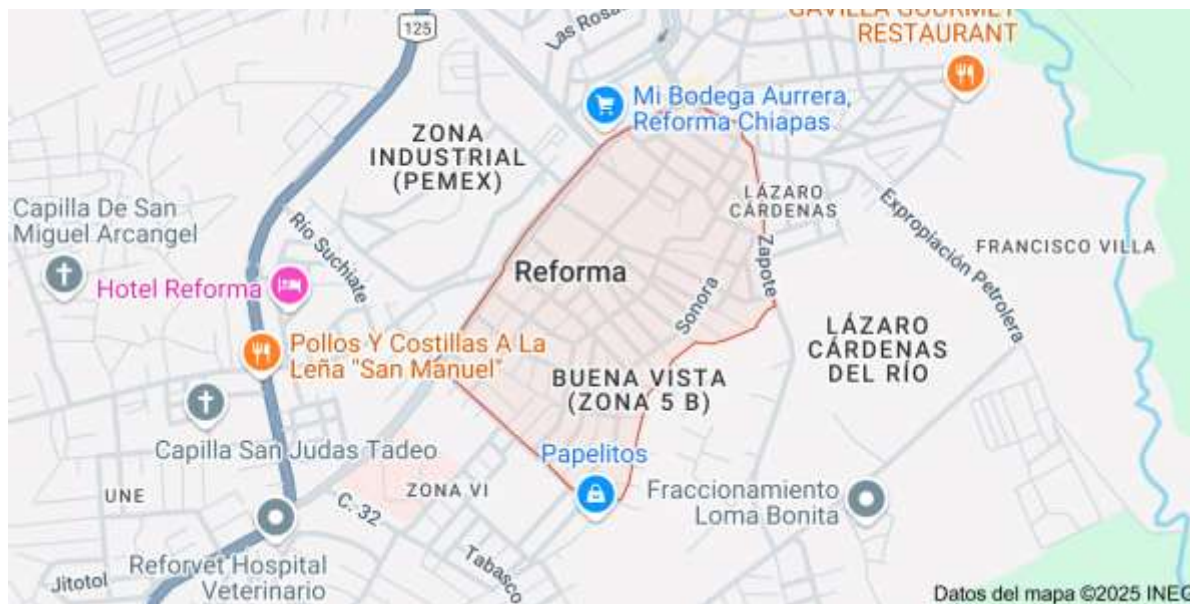 125
Las Rosa
GAVILLA GOURMET
RESTAURANT
Mi Bodega Aurrera,
Reforma Chiapas
ZONA
INDUSTRIAL
(PEMEX)
LÁZARO
CÁRDENAS
Expropiación Petrolera
Capilla De San
Miguel Arcangel
Río Suchiate
FRANCISCO VILLA
Zapote
Reforma
Hotel Reforma
Sonora
LÁZARO
CÁRDENAS
DEL RÍO
Pollos Y Costillas A La
Leña "San Manuel"
BUENA VISTA
(ZONA 5 B)
Capilla San Judas Tadeo
Papelitos
UNE
ZONA VI
Fraccionamiento
Loma Bonita
C. 32
Reforvet Hospital
Veterinario
Tabasco
Jitotol
Datos del mapa ©2025 INEG